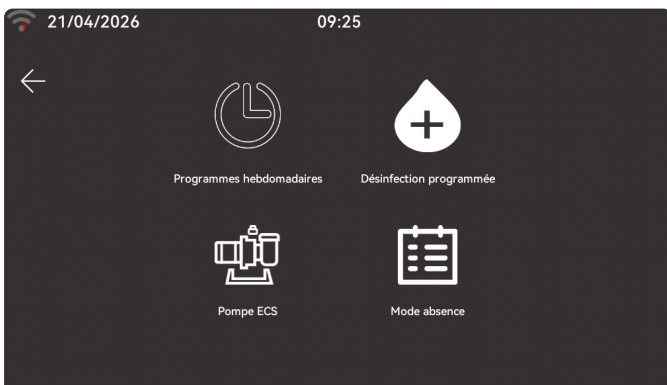 21/04/2026 09:25
Programmes hebdomadaires Désinfection programmée
Pompe ECS Mode absence